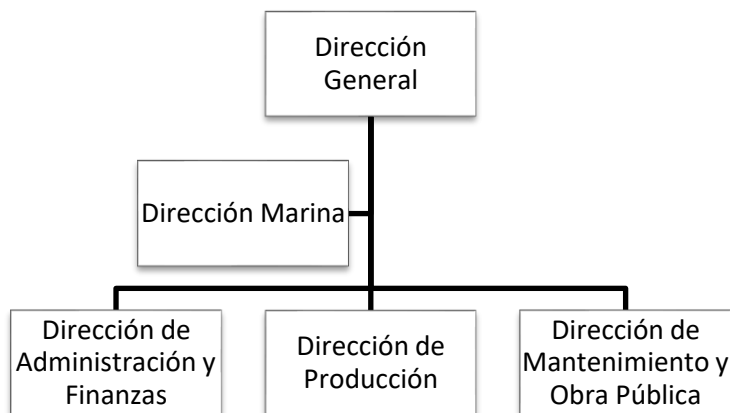 Dirección
General
Dirección Marina
Dirección de
Administración y
Finanzas
Dirección de
Producción
Dirección de
Mantenimiento y
Obra Pública